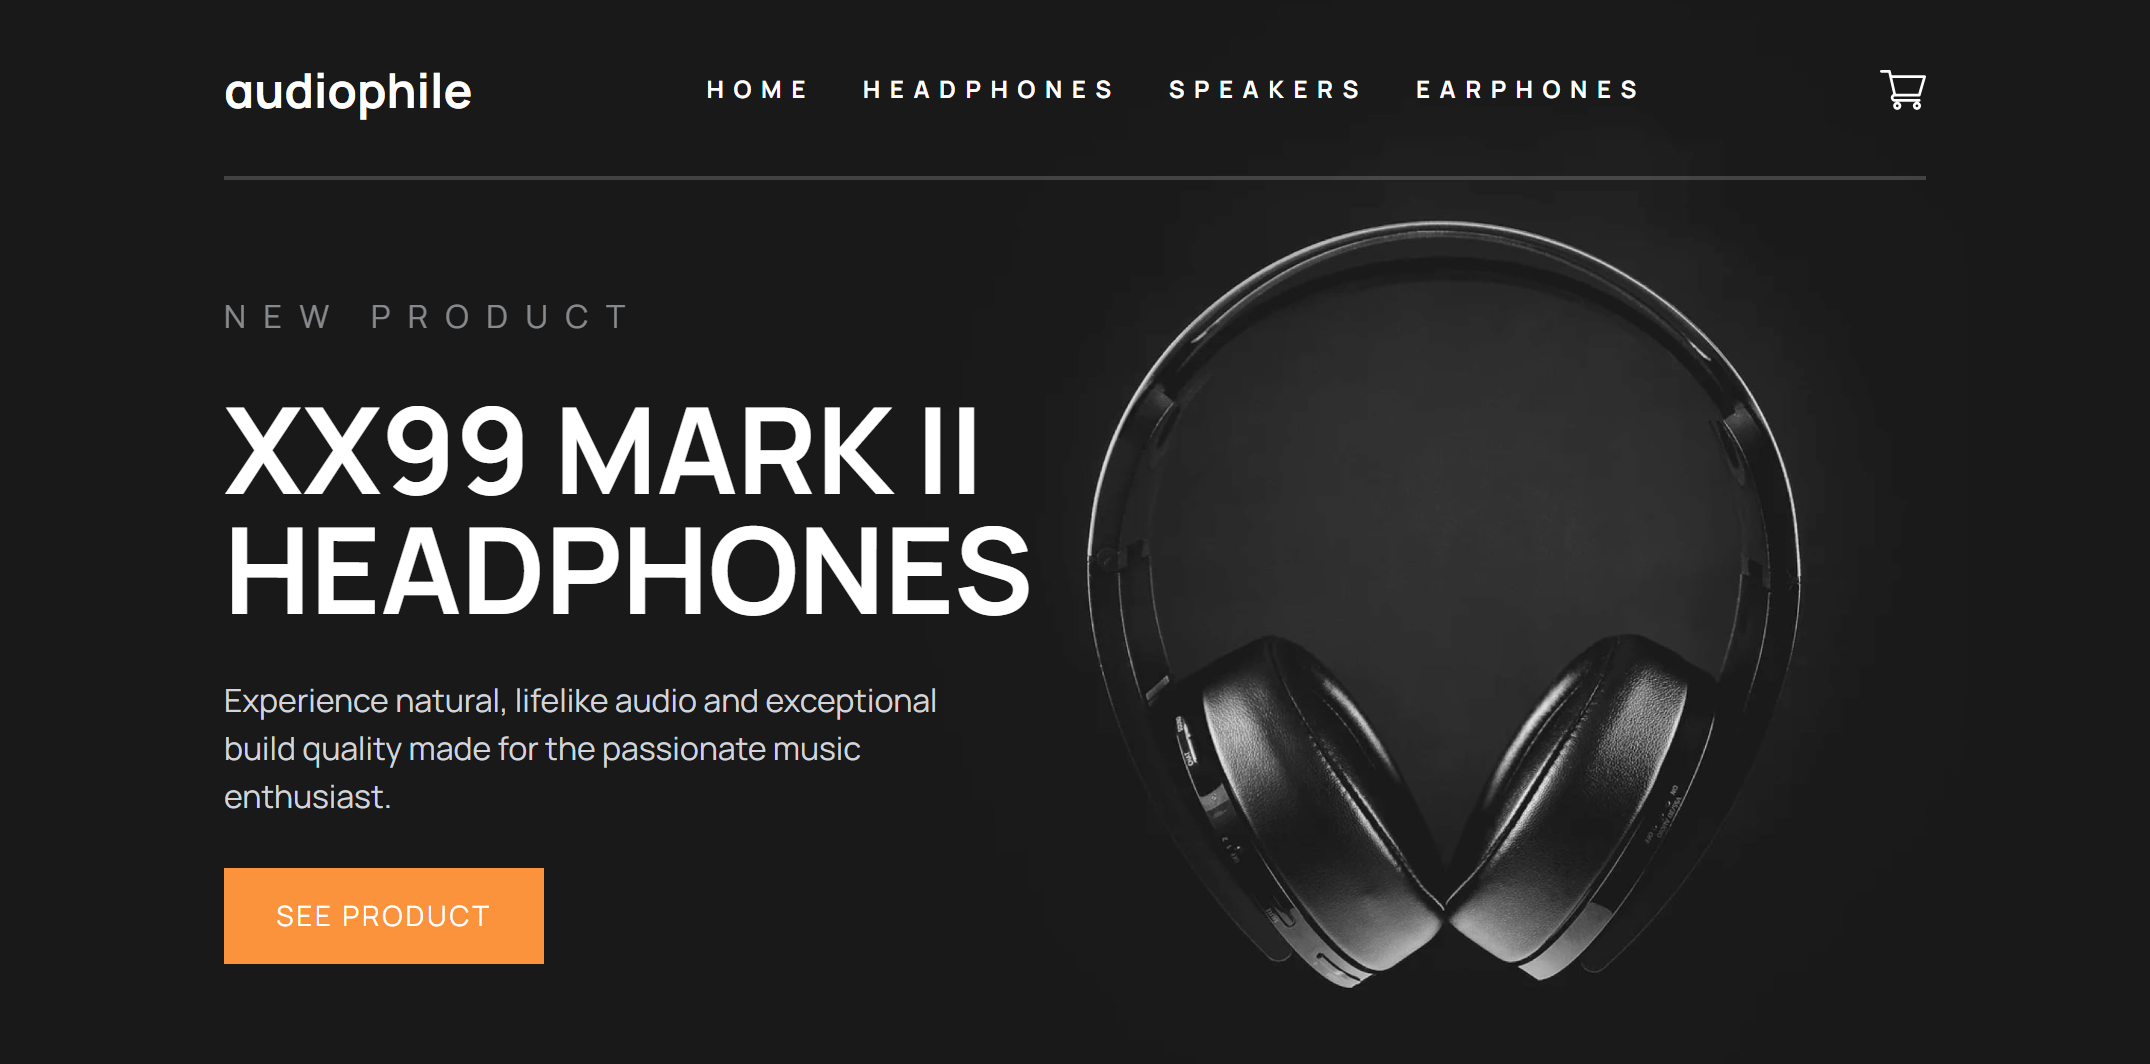 audiophile
HOME HEADPHONES SPEAKERS EARPHONES
NEW PRODUCT
XX99 MARK II
HEADPHONES
Experience natural, lifelike audio and exceptional
build quality made for the passionate music
enthusiast.
SEE PRODUCT